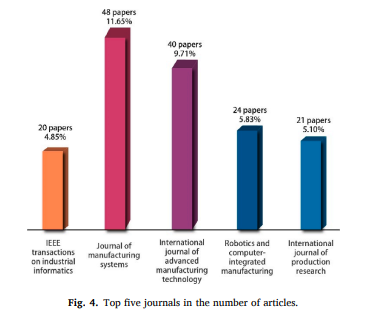 48 papers
11.65%
40 papers
9.71%
24 papers
5.83%
21 papers
5.10%
20 papers
4.85%
IEEE
transactions
on industrial
informatics
Journal of
manufacturing
systems
International
journal of
advanced
manufacturing
technology
Robotics and
computer-
integrated
manufacturing
International
journal of
production
research
Fig. 4. Top five journals in the number of articles.